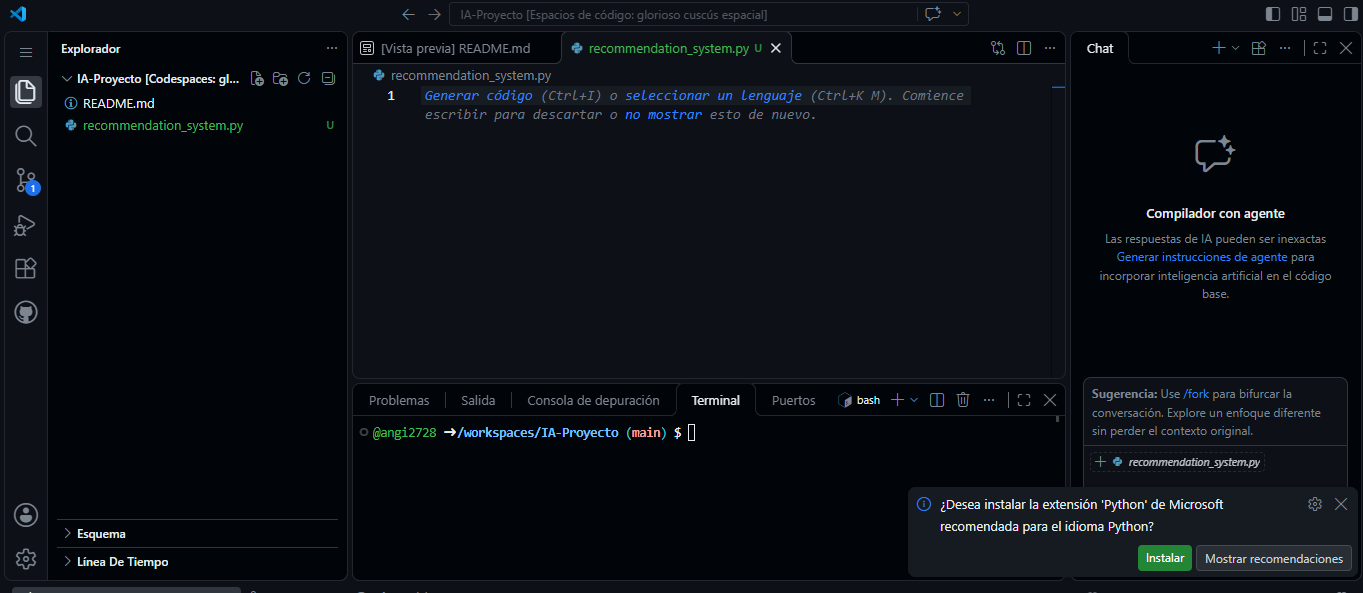 IA-Proyecto [Espacios de código: glorioso cuscús espacial]
Explorador
IA-Proyecto [Codespaces: gl...
README.md
recommendation_system.py U
[Vista previa] README.md
recommendation_system.py U
recommendation_system.py
1
Generar código (Ctrl+I) o seleccionar un lenguaje (Ctrl+K M). Comience
escribir para descartar o no mostrar esto de nuevo.
1
Esquema
Línea De Tiempo
Problemas
Salida
Consola de depuración
Terminal
Puertos
bash
@angi2728 ➜/workspaces/IA-Proyecto (main) $
Chat
Compilador con agente
Las respuestas de IA pueden ser inexactas
Generar instrucciones de agente para
incorporar inteligencia artificial en el código
base.
Sugerencia: Use /fork para bifurcar la
conversación. Explore un enfoque diferente
sin perder el contexto original.
recommendation_system.py
¿Desea instalar la extensión 'Python' de Microsoft
recomendada para el idioma Python?
Instalar
Mostrar recomendaciones